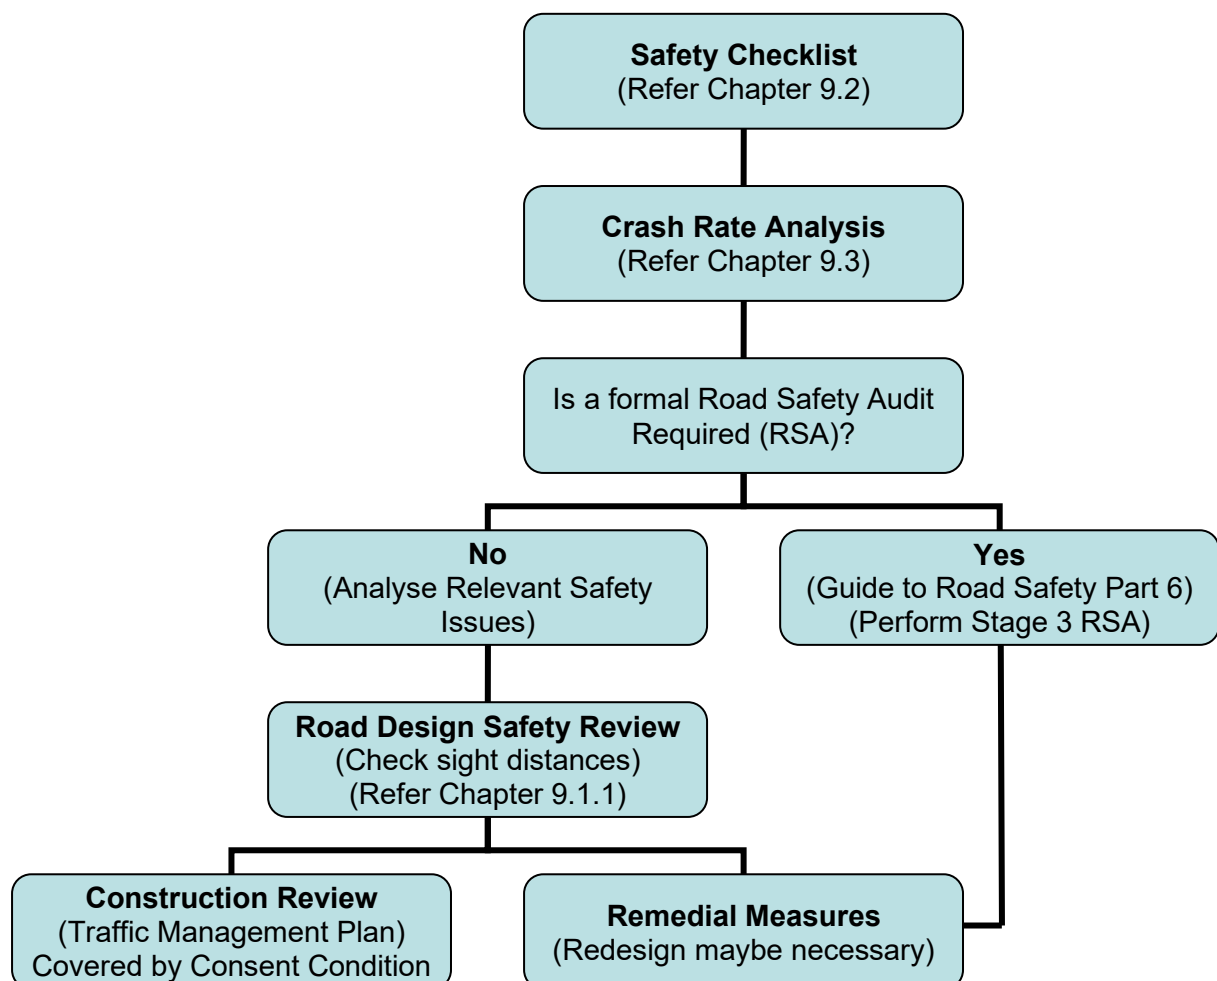 Safety Checklist
(Refer Chapter 9.2)
Crash Rate Analysis
(Refer Chapter 9.3)
Is a formal Road Safety Audit
Required (RSA)?
No
(Analyse Relevant Safety
Issues)
Yes
(Guide to Road Safety Part 6)
(Perform Stage 3 RSA)
Road Design Safety Review
(Check sight distances)
(Refer Chapter 9.1.1)
Construction Review
(Traffic Management Plan)
Covered by Consent Condition
Remedial Measures
(Redesign maybe necessary)